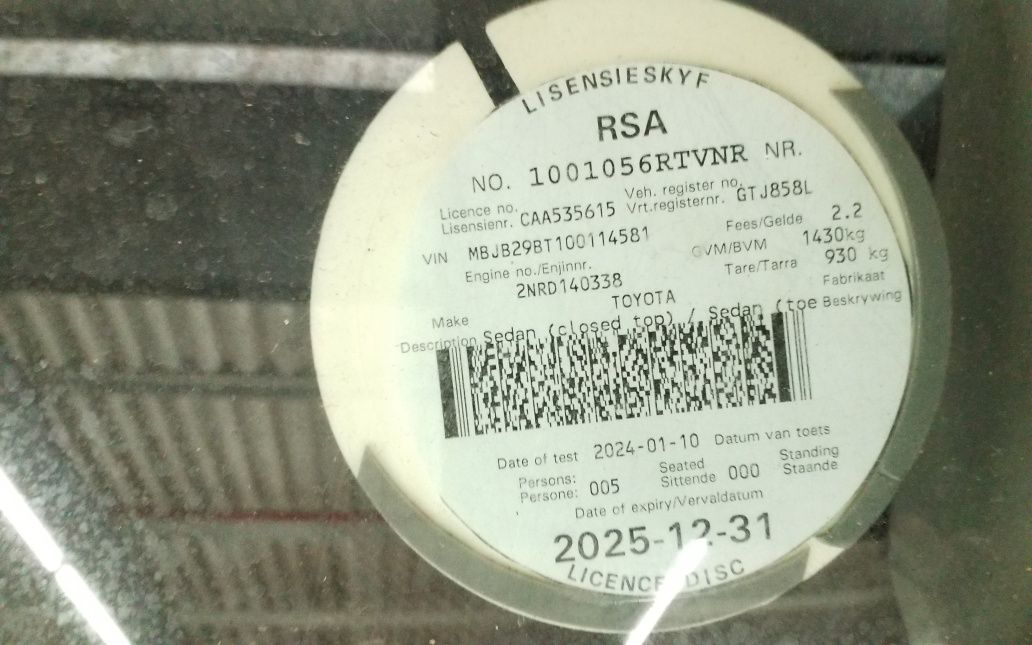 LISENSIESKYF
RSA
NO. 1001056RTVNR NR.
Licence no. Lisensienr. CAA535615 Veh. register no. Vrt.registernr. GTJ858L
VIN MBJB29BT100114581 Fees/Gelde 2.2
GVM/BVM 1430kg
Engine no./Enjinnr. 2NRD140338 Tare/Tarra 930 kg
Make TOYOTA Fabrikaat
Description Sedan (closed top) / Sedan (toe Beskrywing
Date of test 2024-01-10 Datum van toets
Persons: Persone: 005 Seated Sittende 000 Standing Staande
Date of expiry/Vervaldatum
2025-12-31
LICENCE DISC